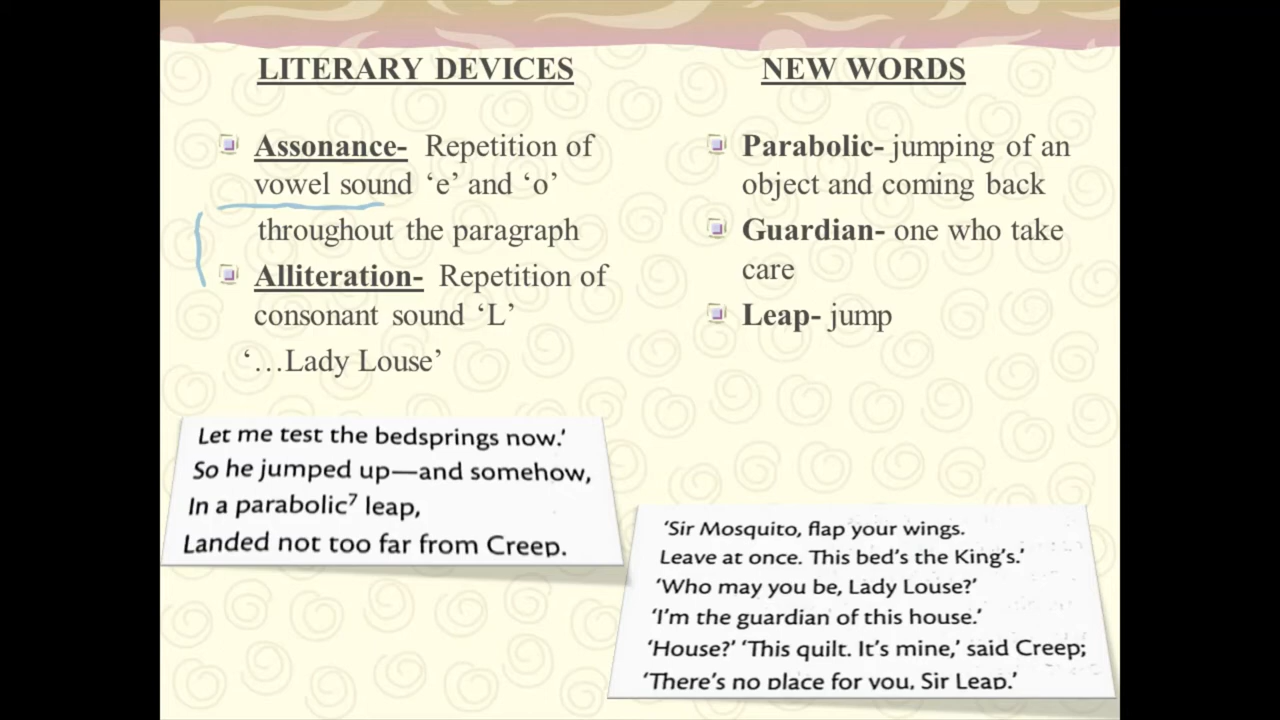 LITERARY DEVICES
Assonance- Repetition of
vowel sound ‘e’ and ‘o’
throughout the paragraph
Alliteration- Repetition of
consonant sound ‘L’
‘…Lady Louse’
NEW WORDS
Parabolic- jumping of an
object and coming back
Guardian- one who take
care
Leap- jump
Let me test the bedsprings now.’
So he jumped up—and somehow,
In a parabolic⁷ leap,
Landed not too far from Creep.
‘Sir Mosquito, flap your wings.
Leave at once. This bed’s the King’s.’
‘Who may you be, Lady Louse?’
‘I’m the guardian of this house.’
‘House?’ ‘This quilt. It’s mine,’ said Creep;
‘There’s no place for you, Sir Leap.’